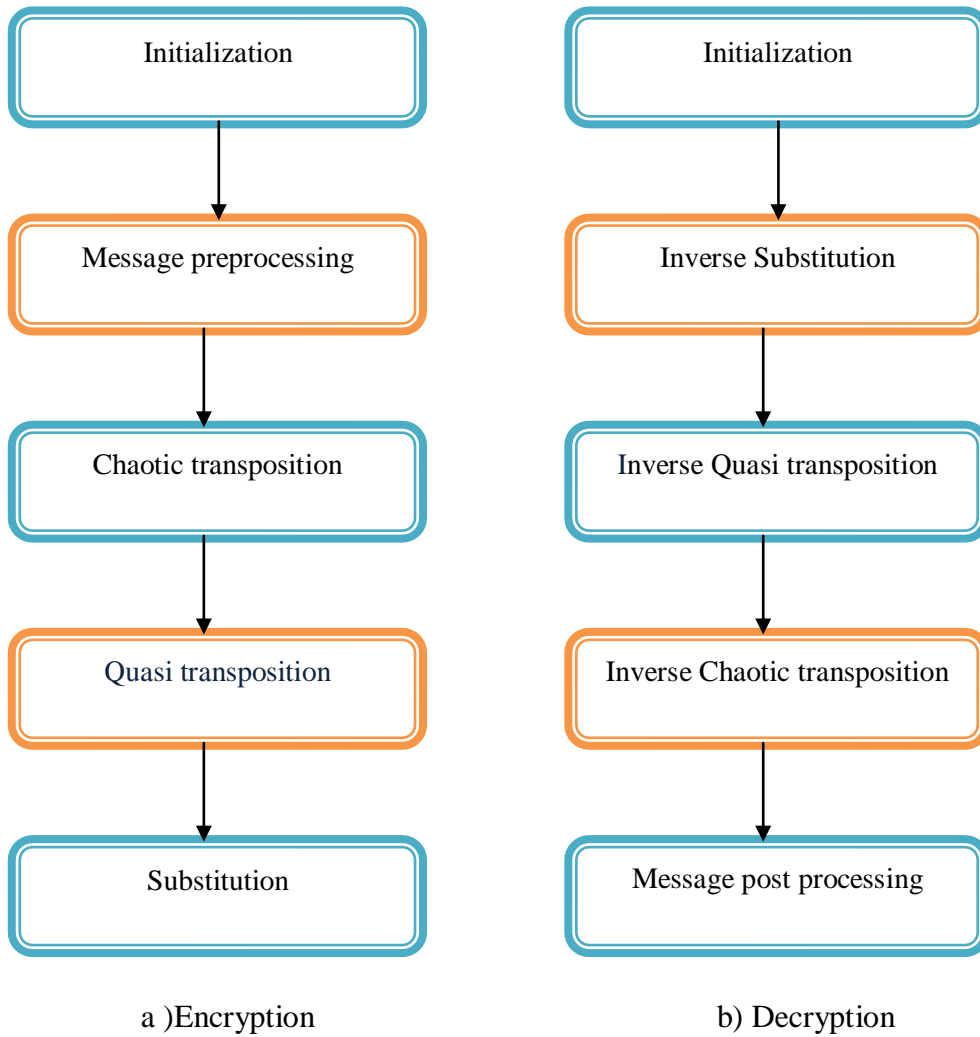 Initialization
Message preprocessing
Chaotic transposition
Quasi transposition
Substitution
a )Encryption
Initialization
Inverse Substitution
Inverse Quasi transposition
Inverse Chaotic transposition
Message post processing
b) Decryption